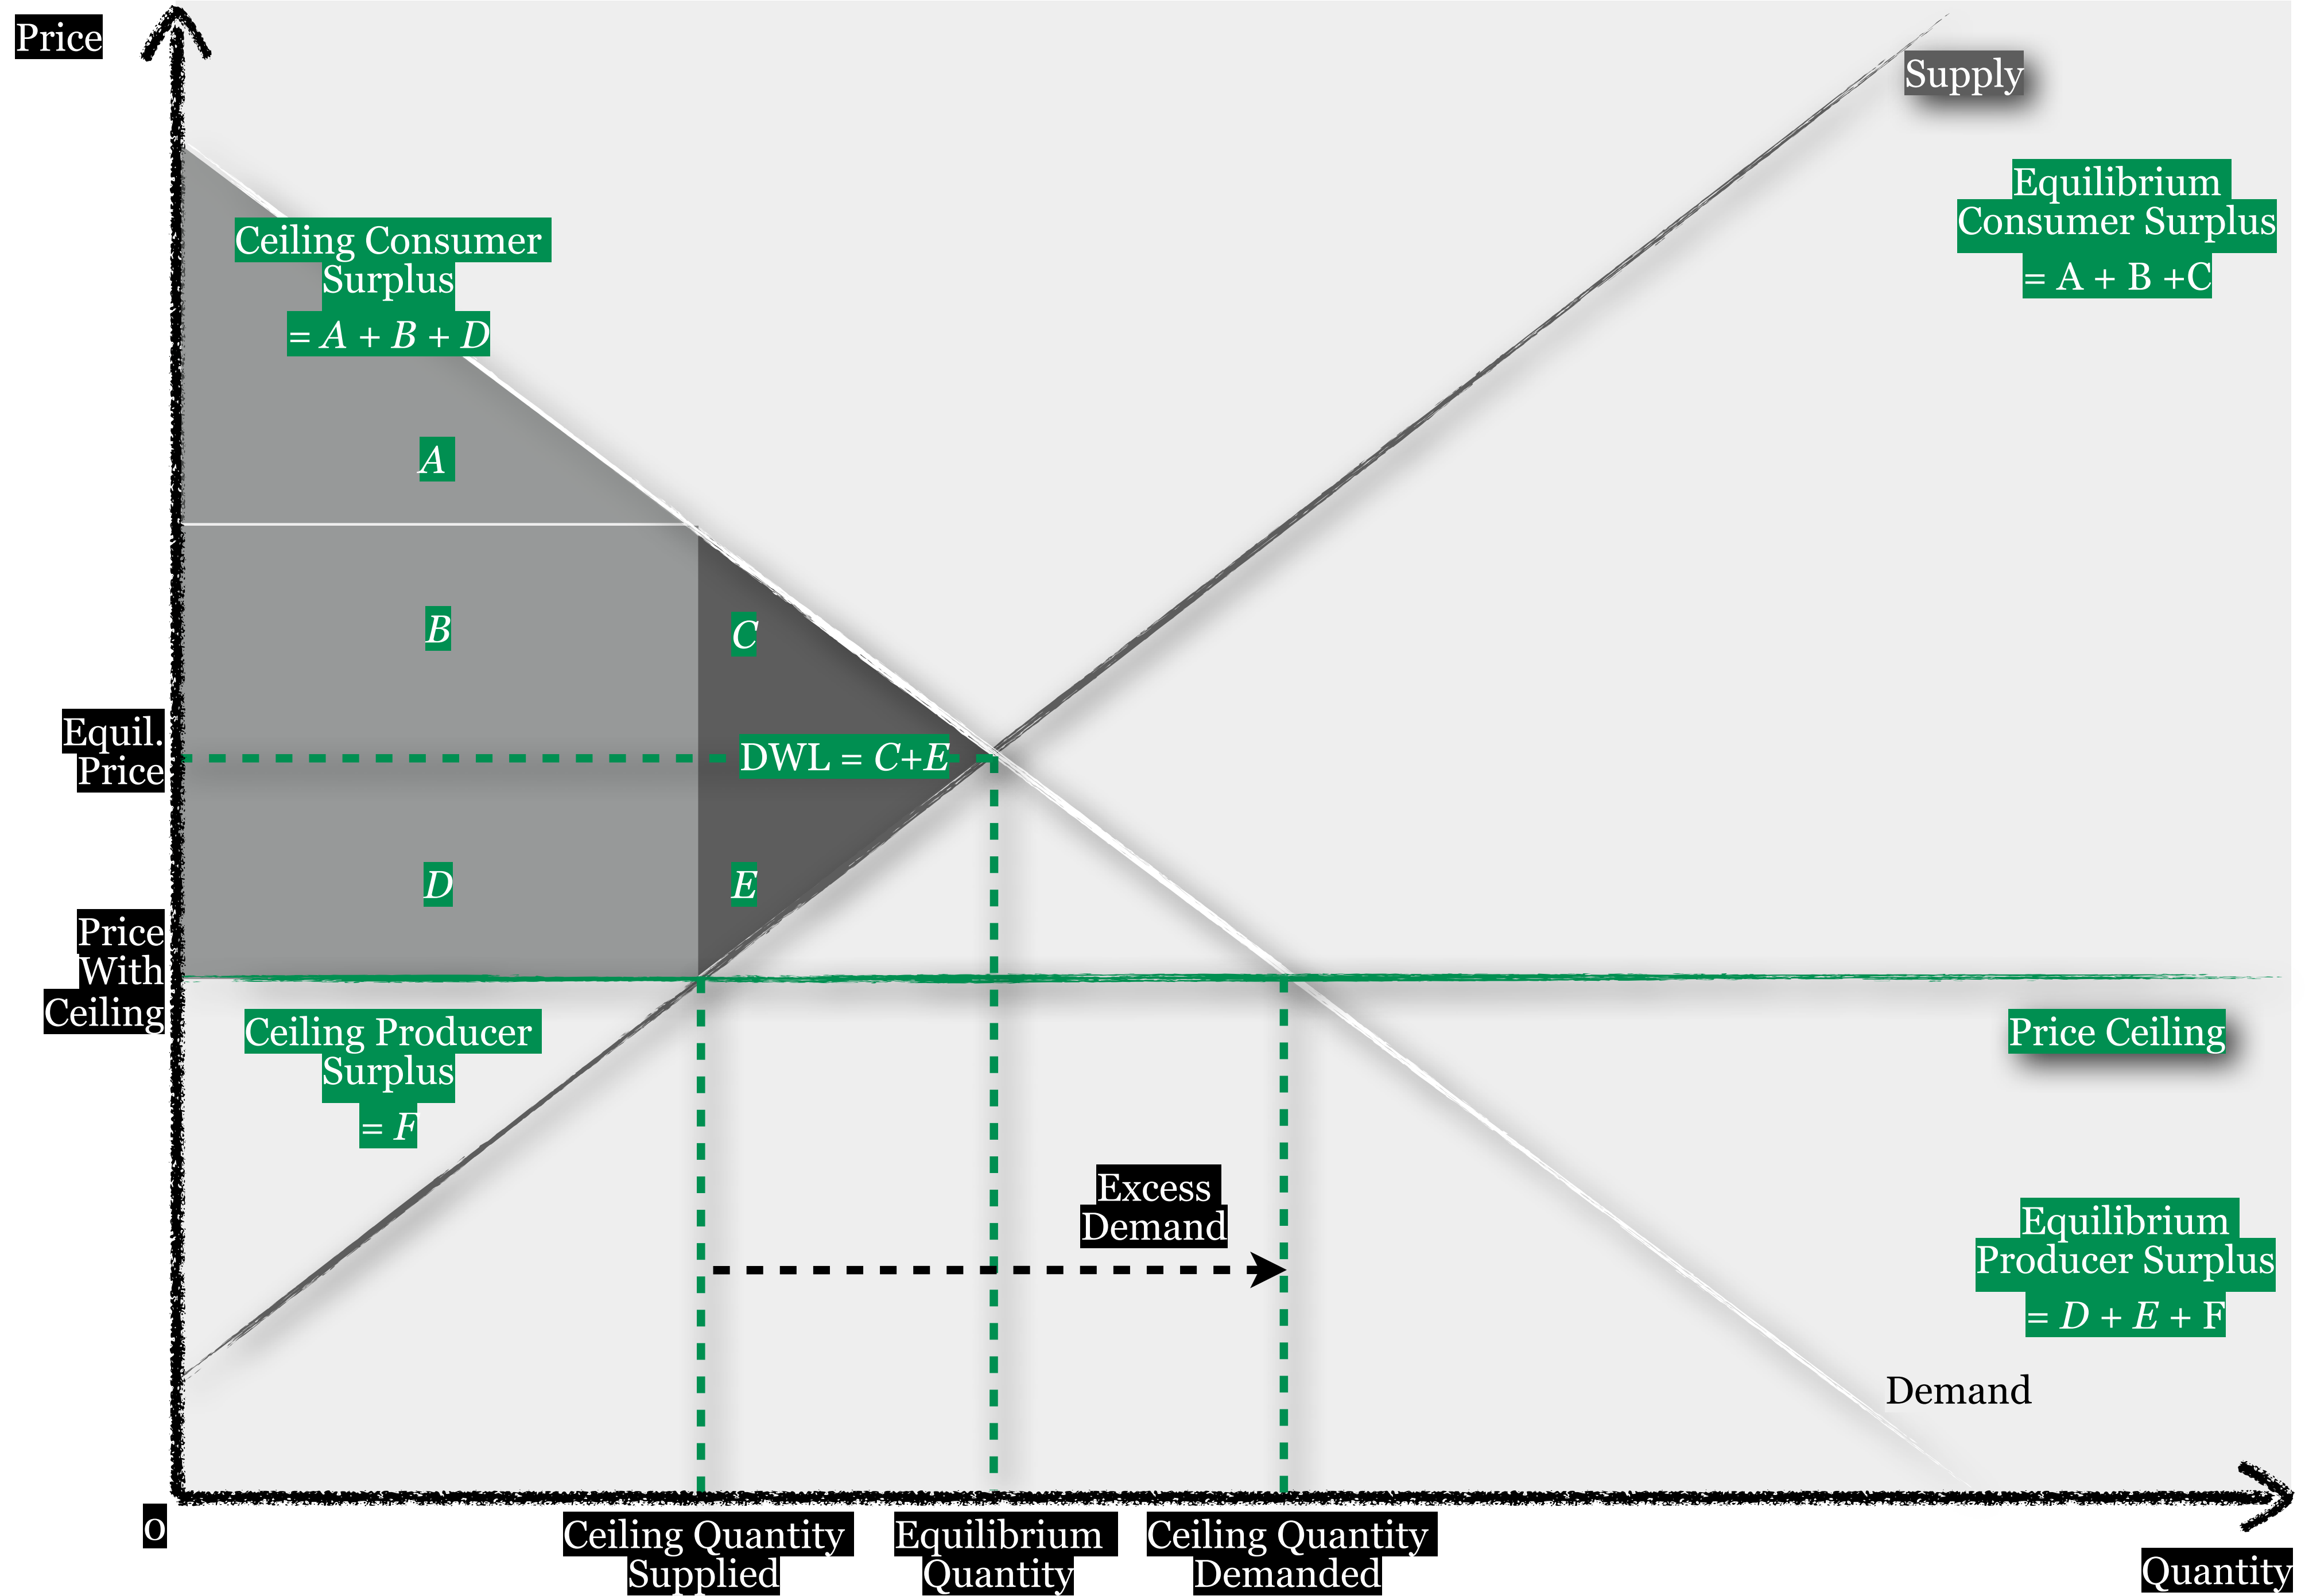 Price
Supply
Equilibrium
Consumer Surplus
= A + B +C
Ceiling Consumer
Surplus
= A + B + D
A
B
C
Equil.
Price
DWL = C+E
D
E
Price
With
Ceiling
Ceiling Producer
Surplus
= F
Price Ceiling
Excess
Demand
Equilibrium
Producer Surplus
= D + E + F
Demand
0
Ceiling Quantity
Supplied
Equilibrium
Quantity
Ceiling Quantity
Demanded
Quantity